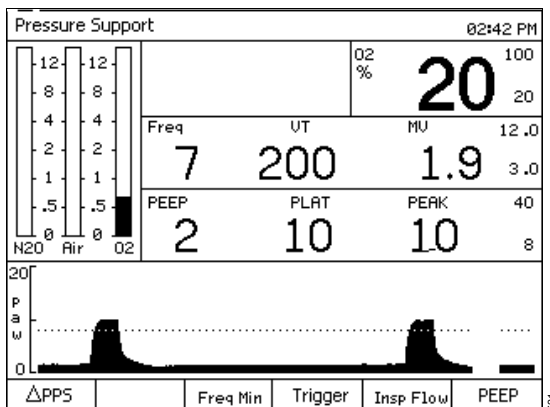 Pressure Support 02:42 PM
12 12 O2 % 20 100
8 8 20
4 4 Freq VT MV 12.0
2 2 7 200 1.9 3.0
1 1
.5 .5 PEEP PLAT PEAK 40
0 0 2 10 10 8
N2O Air O2
20
Paw
0
△PPS Freq Min Trigger Insp Flow PEEP